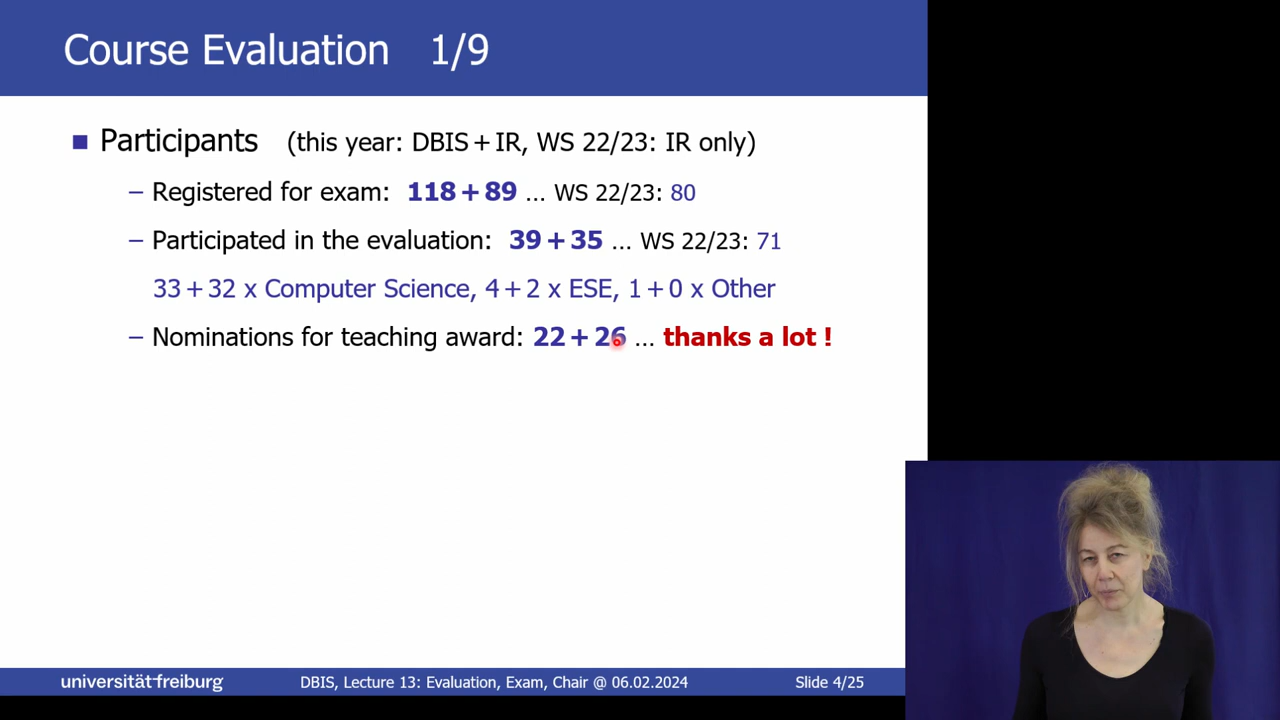 Course Evaluation 1/9
Participants (this year: DBIS + IR, WS 22/23: IR only)
– Registered for exam: 118 + 89 ... WS 22/23: 80
– Participated in the evaluation: 39 + 35 ... WS 22/23: 71
33 + 32 x Computer Science, 4 + 2 x ESE, 1 + 0 x Other
– Nominations for teaching award: 22 + 26 ... thanks a lot !
universität freiburg
DBIS, Lecture 13: Evaluation, Exam, Chair @ 06.02.2024
Slide 4/25